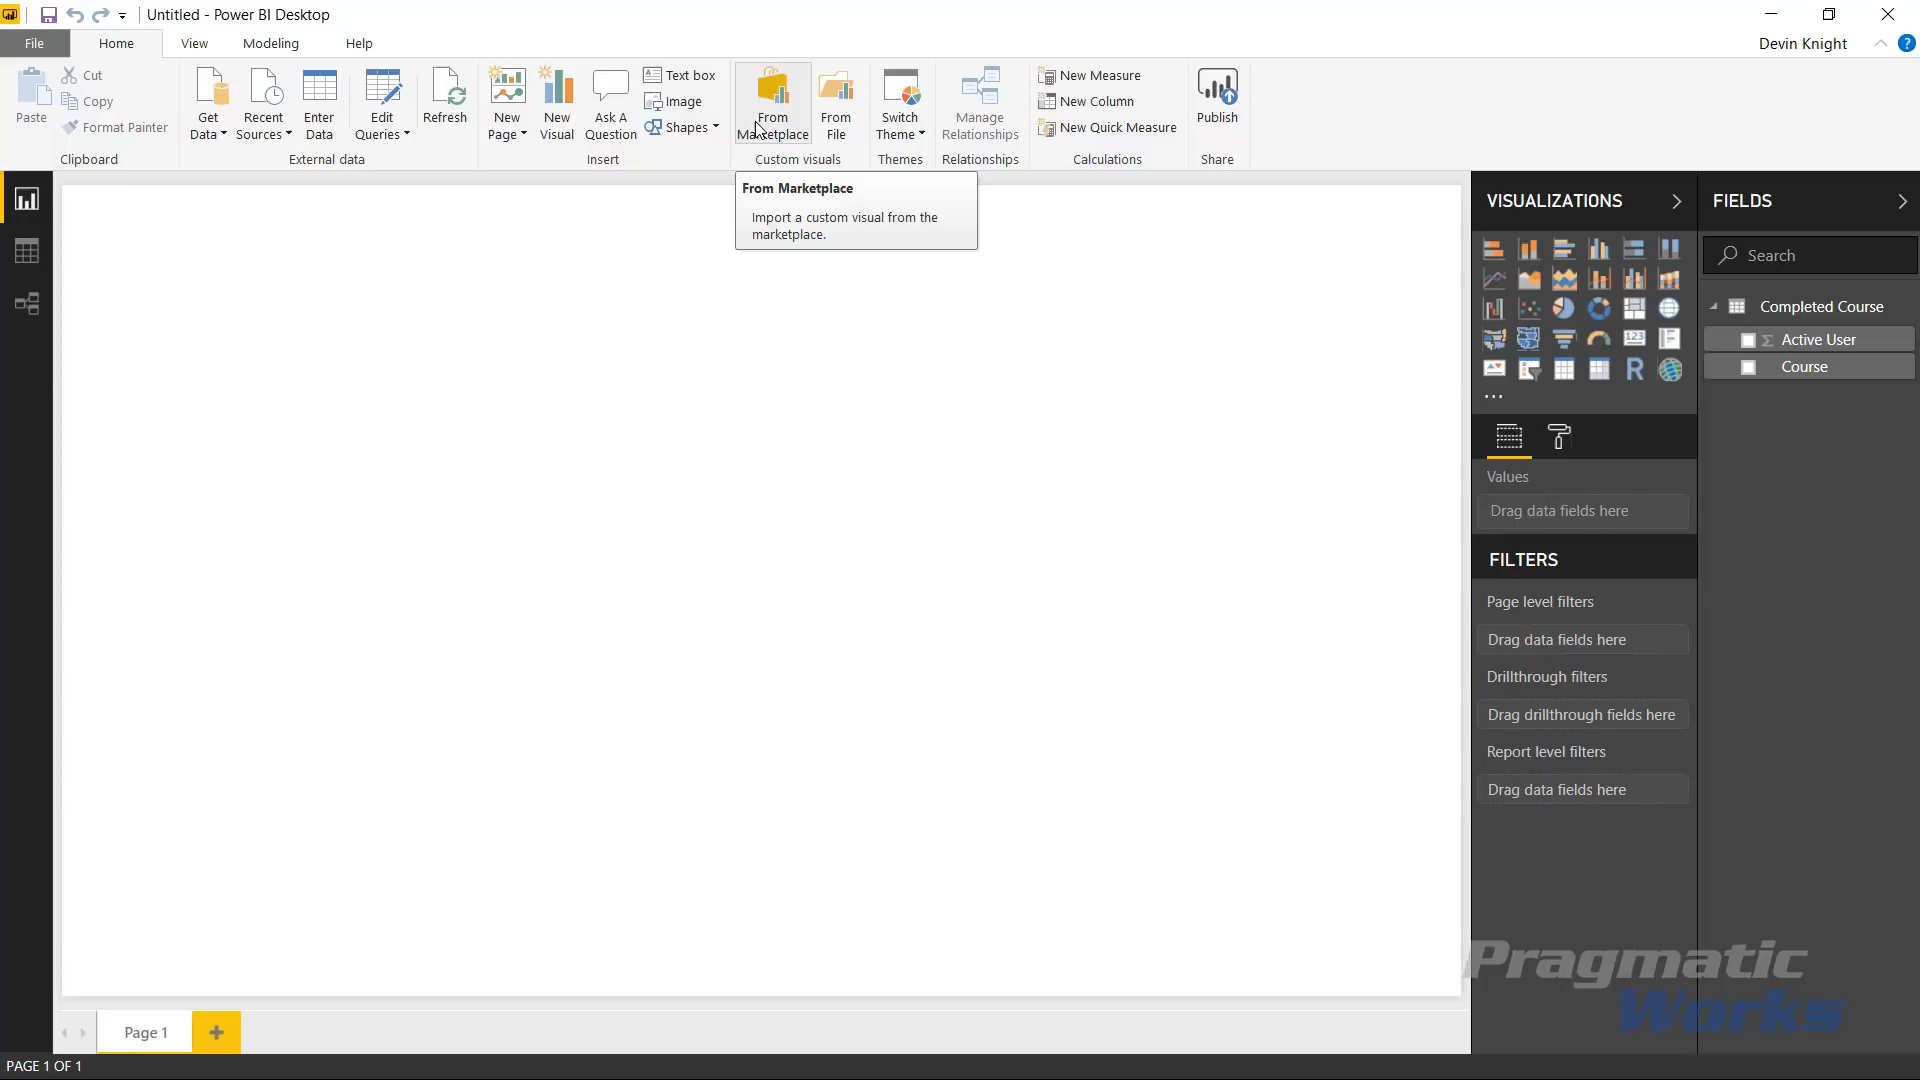 Untitled - Power BI Desktop
File Home View Modeling Help Devin Knight ?
Paste
Cut
Copy
Format Painter
Clipboard
Get Data
Recent Sources
Enter Data
Edit Queries
Refresh
External data
New Page
New Visual
Ask A Question
Text box
Image
Shapes
Insert
From Marketplace
From File
Custom visuals
Switch Theme
Themes
Manage Relationships
Relationships
New Measure
New Column
New Quick Measure
Calculations
Publish
Share
From Marketplace
Import a custom visual from the
marketplace.
VISUALIZATIONS
123
R
...
Values
Drag data fields here
FILTERS
Page level filters
Drag data fields here
Drillthrough filters
Drag drillthrough fields here
Report level filters
Drag data fields here
FIELDS
Search
Completed Course
Σ Active User
Course
Pragmatic
Works
Page 1
PAGE 1 OF 1